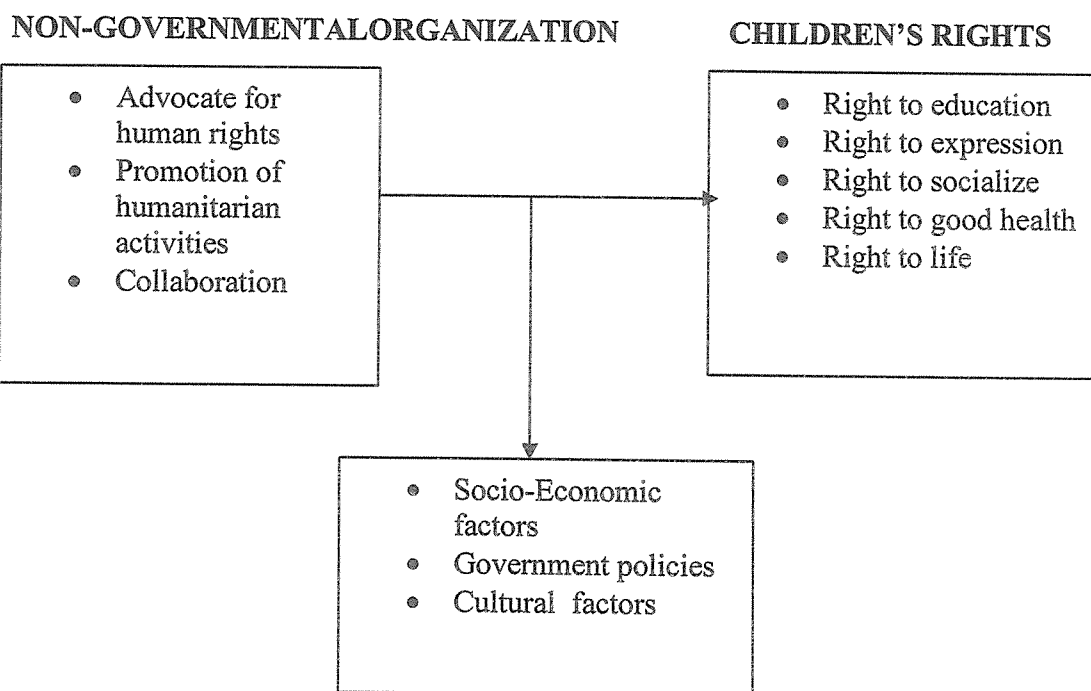 NON-GOVERNMENTALORGANIZATION
CHILDREN'S RIGHTS
• Advocate for
human rights
• Promotion of
humanitarian
activities
• Collaboration
• Right to education
• Right to expression
• Right to socialize
• Right to good health
• Right to life
• Socio-Economic
factors
• Government policies
• Cultural factors